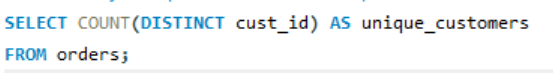 SELECT COUNT(DISTINCT cust_id) AS unique_customers
FROM orders;